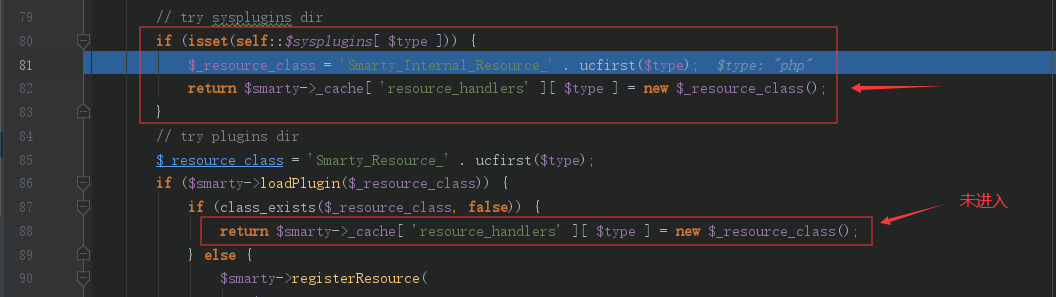 79 // try sysplugins dir
80 if (isset(self::$sysplugins[ $type ])) {
81 $_resource_class = 'Smarty_Internal_Resource_' . ucfirst($type); $type: "php"
82 return $smarty->_cache[ 'resource_handlers' ][ $type ] = new $_resource_class();
83 }
84 // try plugins dir
85 $_resource_class = 'Smarty_Resource_' . ucfirst($type);
86 if ($smarty->loadPlugin($_resource_class)) {
87 if (class_exists($_resource_class, false)) {
未进入
88 return $smarty->_cache[ 'resource_handlers' ][ $type ] = new $_resource_class();
89 } else {
90 $smarty->registerResource(